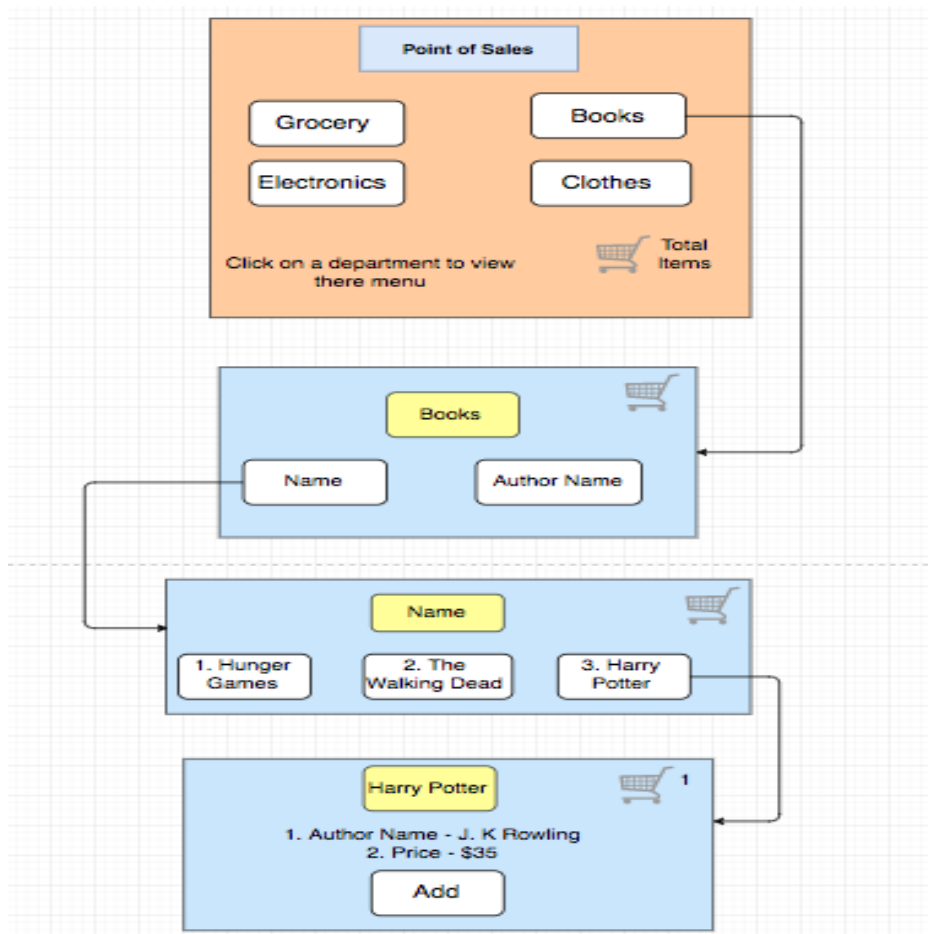 Point of Sales
Grocery
Books
Electronics
Clothes
Click on a department to view
there menu
Total
Items
Books
Name
Author Name
Name
1. Hunger
Games
2. The
Walking Dead
3. Harry
Potter
Harry Potter
1
1. Author Name - J. K Rowling
2. Price - $35
Add